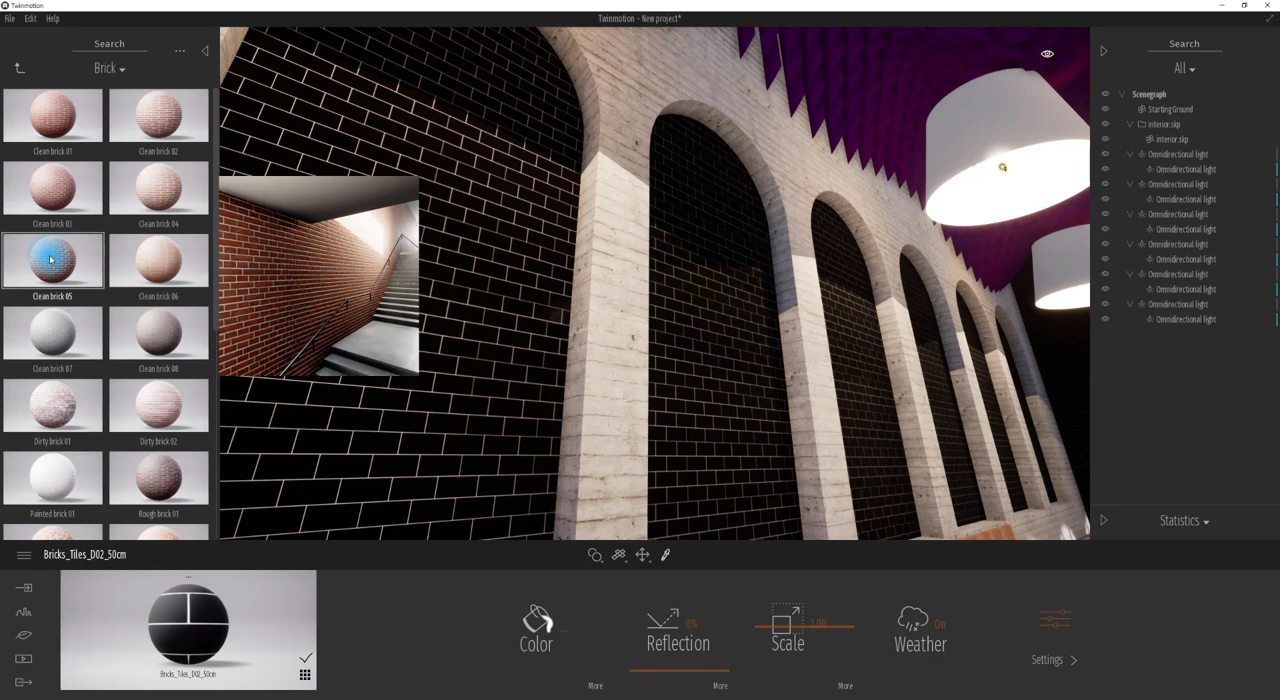 Twinmotion
File Edit Help
Twinmotion - New project*
Search
...
Brick
Clean brick 01
Clean brick 02
Clean brick 03
Clean brick 04
Clean brick 05
Clean brick 06
Clean brick 07
Clean brick 08
Dirty brick 01
Dirty brick 02
Painted brick 01
Rough brick 01
Search
All
Scenegraph
Starting Ground
interior.skp
interior.skp
Omnidirectional light
Omnidirectional light
Omnidirectional light
Omnidirectional light
Omnidirectional light
Omnidirectional light
Omnidirectional light
Omnidirectional light
Omnidirectional light
Omnidirectional light
Omnidirectional light
Omnidirectional light
Statistics
Bricks_Tiles_D02_50cm
...
Bricks_Tiles_D02_50cm
Color
...
More
0%
Reflection
More
1.00
Scale
More
On
Weather
Settings